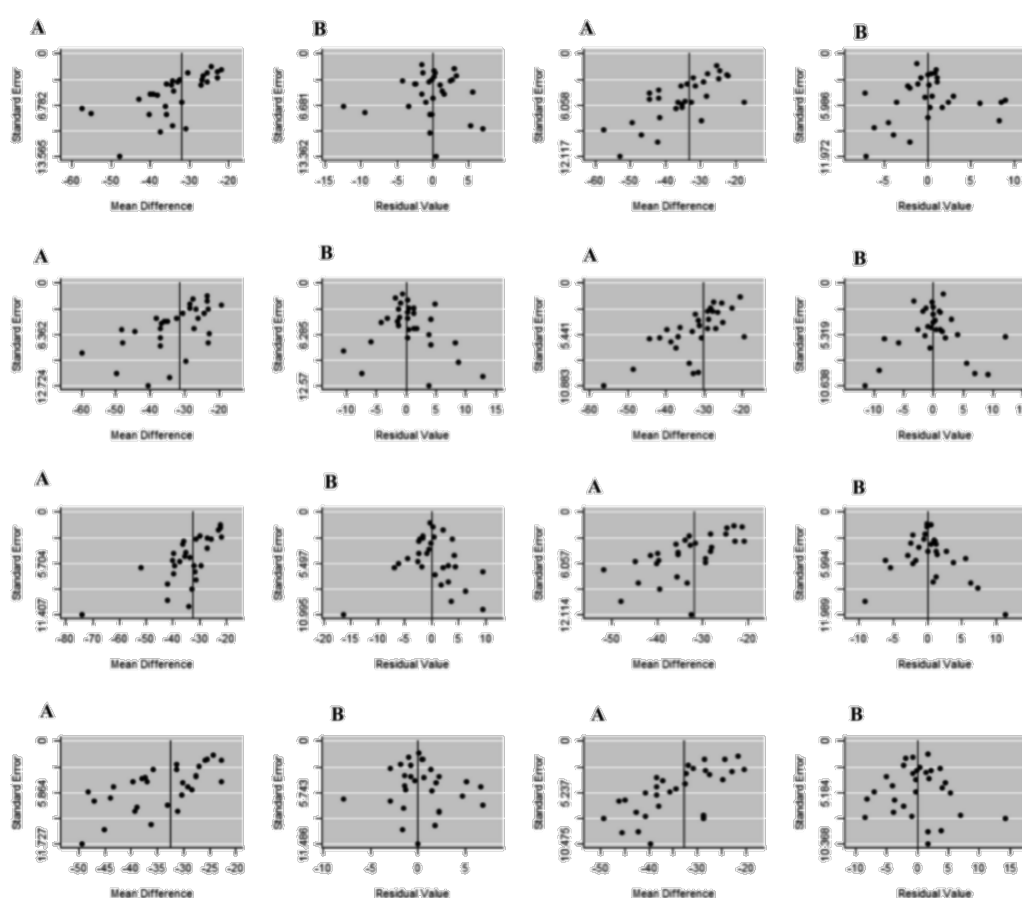 A
Standard Error
0
6.782
13.565
-60 -50 -40 -30 -20
Mean Difference
B
Standard Error
0
6.681
13.362
-15 -10 -5 0 5 10
Residual Value
A
Standard Error
0
6.058
12.117
-60 -50 -40 -30 -20
Mean Difference
B
Standard Error
0
5.986
11.972
-5 0 5 10
Residual Value
A
Standard Error
0
6.362
12.724
-60 -50 -40 -30 -20
Mean Difference
B
Standard Error
0
6.285
12.57
-10 -5 0 5 10 15
Residual Value
A
Standard Error
0
5.441
10.883
-60 -50 -40 -30 -20
Mean Difference
B
Standard Error
0
5.319
10.638
-10 -5 0 5 10
Residual Value
A
Standard Error
0
5.704
11.407
-80 -70 -60 -50 -40 -30 -20
Mean Difference
B
Standard Error
0
5.497
10.995
-20 -15 -10 -5 0 5 10
Residual Value
A
Standard Error
0
6.057
12.114
-50 -40 -30 -20
Mean Difference
B
Standard Error
0
5.994
11.989
-10 -5 0 5 10
Residual Value
A
Standard Error
0
5.864
11.727
-50 -45 -40 -35 -30 -25 -20
Mean Difference
B
Standard Error
0
5.743
11.486
-10 -5 0 5
Residual Value
A
Standard Error
0
5.237
10.475
-50 -40 -30 -20
Mean Difference
B
Standard Error
0
5.184
10.368
-10 -5 0 5 10
Residual Value